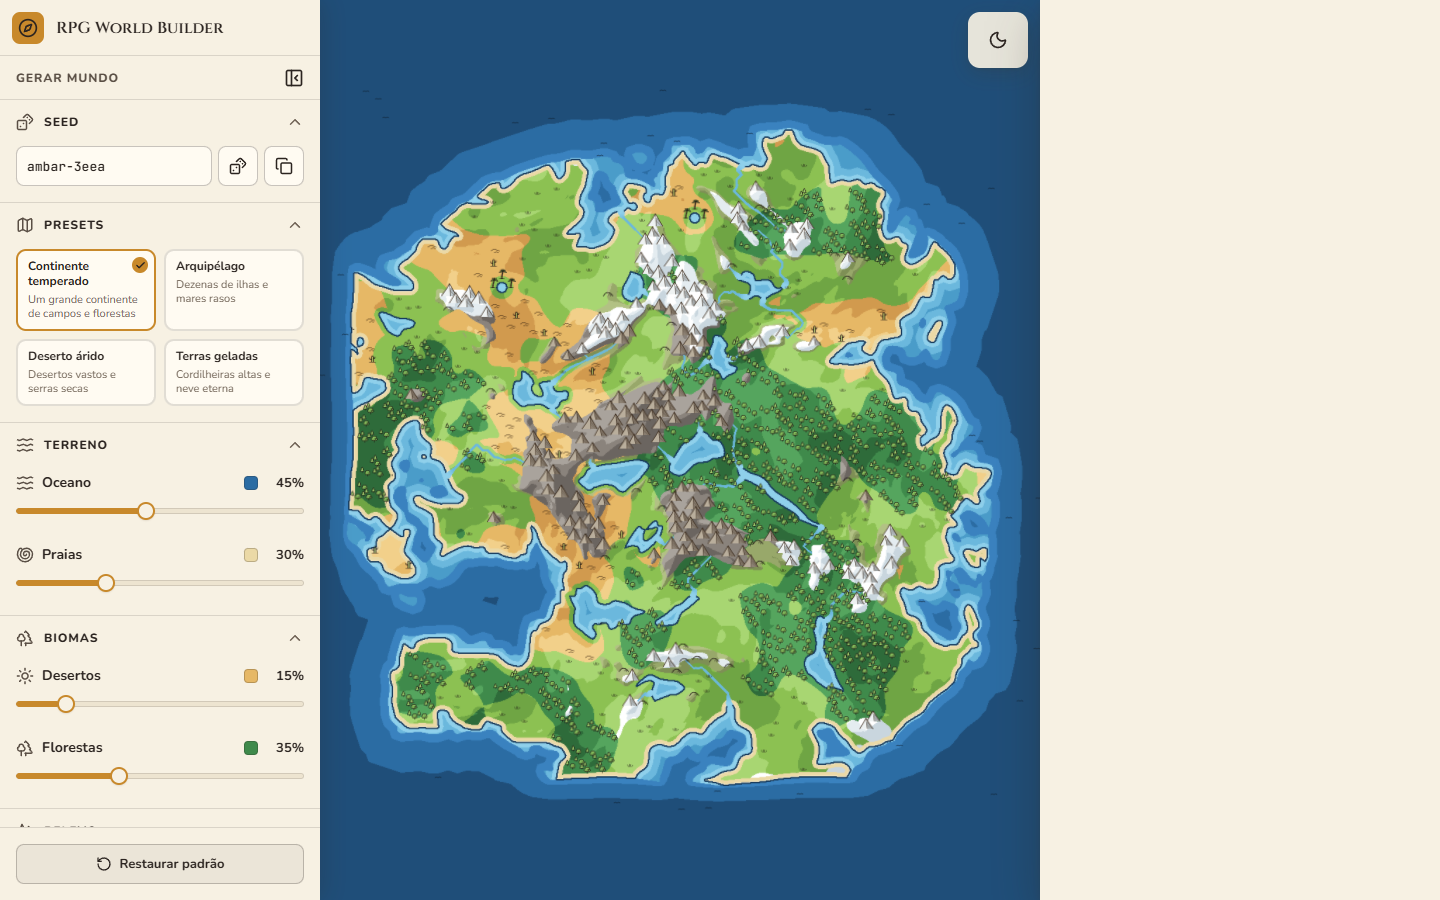 RPG World Builder
GERAR MUNDO
SEED
ambar-3eea
PRESETS
Continente
temperado
Um grande continente
de campos e florestas
Arquipélago
Dezenas de ilhas e
mares rasos
Deserto árido
Desertos vastos e
serras secas
Terras geladas
Cordilheiras altas e
neve eterna
TERRENO
Oceano 45%
Praias 30%
BIOMAS
Desertos 15%
Florestas 35%
Restaurar padrão